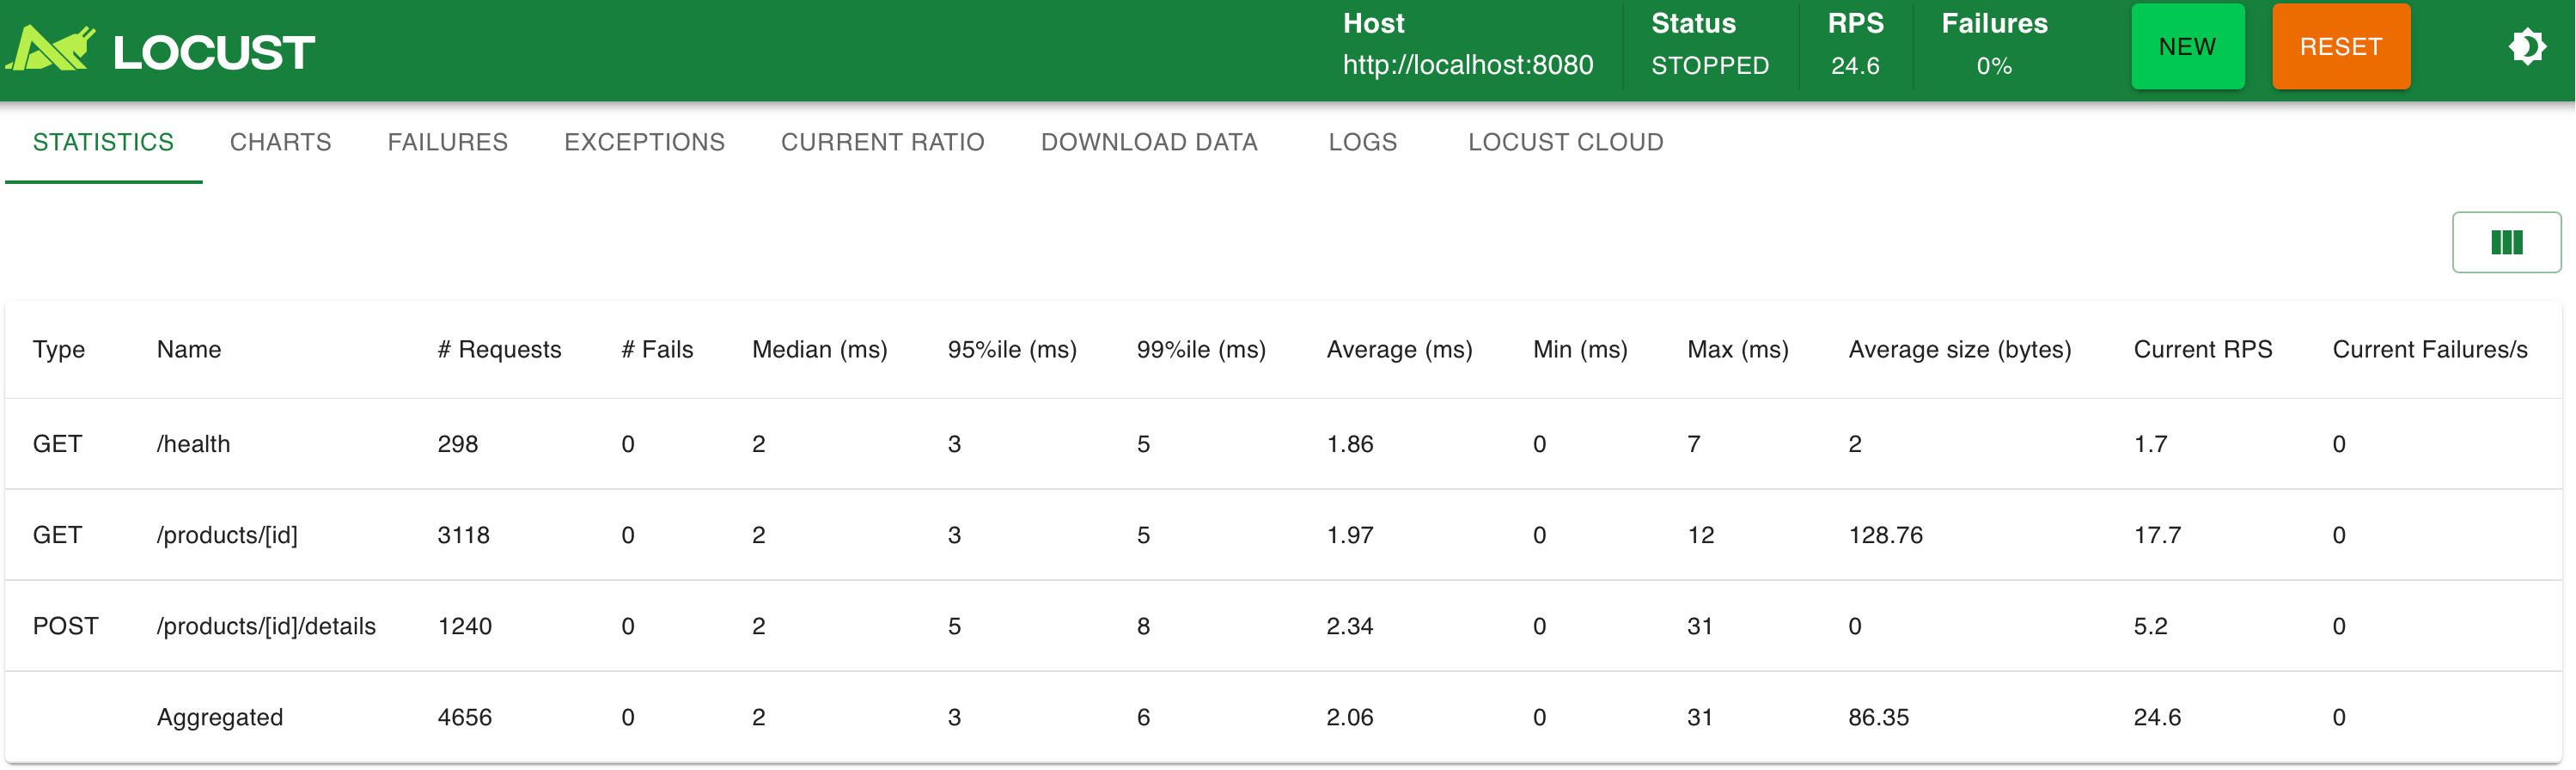 LOCUST
Host Status RPS Failures
http://localhost:8080 STOPPED 24.6 0%
NEW RESET
STATISTICS CHARTS FAILURES EXCEPTIONS CURRENT RATIO DOWNLOAD DATA LOGS LOCUST CLOUD
Type Name # Requests # Fails Median (ms) 95%ile (ms) 99%ile (ms) Average (ms) Min (ms) Max (ms) Average size (bytes) Current RPS Current Failures/s
GET /health 298 0 2 3 5 1.86 0 7 2 1.7 0
GET /products/[id] 3118 0 2 3 5 1.97 0 12 128.76 17.7 0
POST /products/[id]/details 1240 0 2 5 8 2.34 0 31 0 5.2 0
Aggregated 4656 0 2 3 6 2.06 0 31 86.35 24.6 0